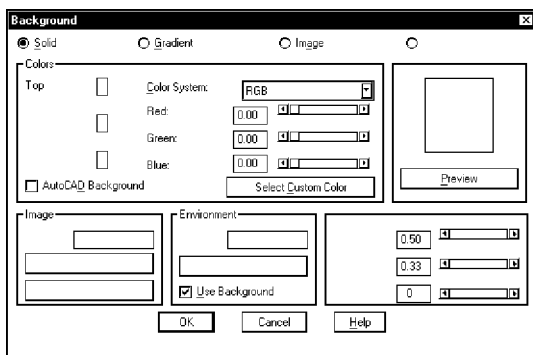 Background
Solid Gradient Image
Colors
Top Color System: RGB
Red: 0.00
Green: 0.00
Blue: 0.00
AutoCAD Background Select Custom Color
Preview
Image Environment
0.50
0.33
Use Background 0
OK Cancel Help